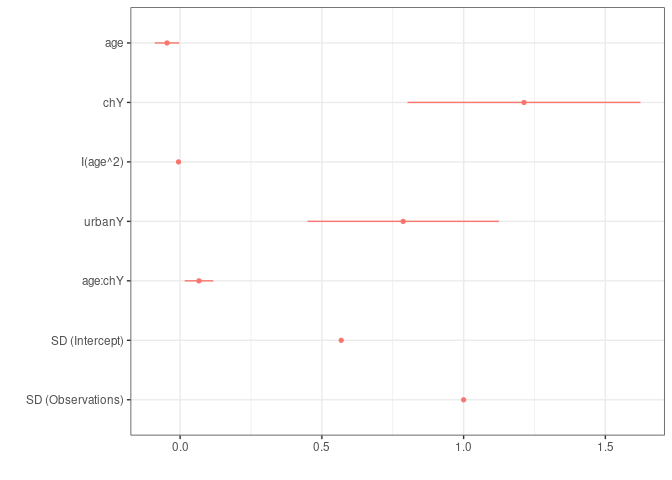 age
chY
I(age^2)
urbanY
age:chY
SD (Intercept)
SD (Observations)
0.0 0.5 1.0 1.5